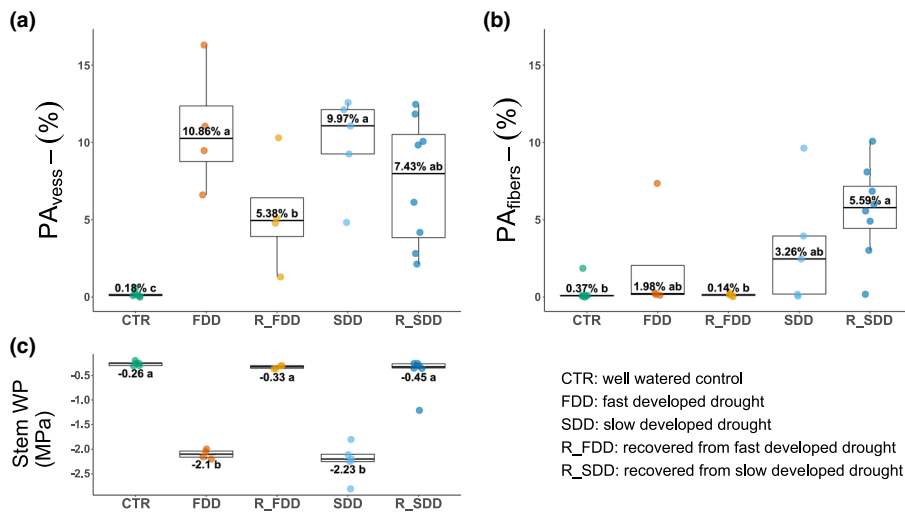 (a)
PAvess – (%)
15
10
5
0
10.86% a
9.97% a
7.43% ab
5.38% b
0.18% c
CTR FDD R_FDD SDD R_SDD
(b)
PAfibers – (%)
15
10
5
0
5.59% a
3.26% ab
1.98% ab
0.37% b
0.14% b
CTR FDD R_FDD SDD R_SDD
(c)
Stem WP
(MPa)
-0.5
-1.0
-1.5
-2.0
-2.5
-0.26 a
-0.33 a
-0.45 a
-2.1 b
-2.23 b
CTR FDD R_FDD SDD R_SDD
CTR: well watered control
FDD: fast developed drought
SDD: slow developed drought
R_FDD: recovered from fast developed drought
R_SDD: recovered from slow developed drought